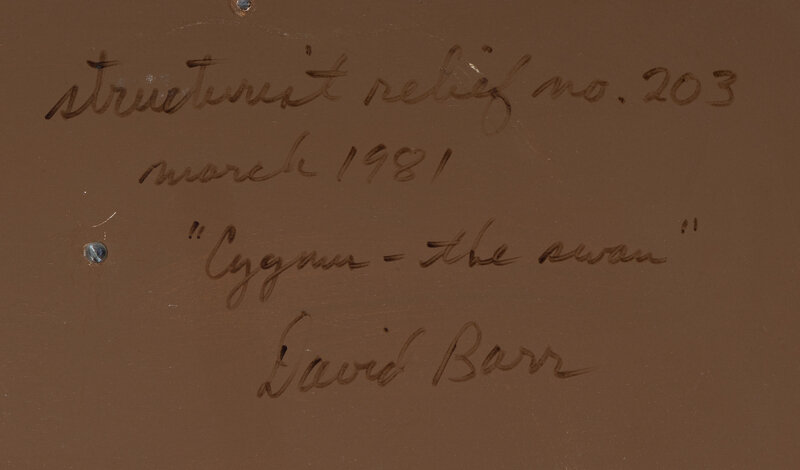 structurist relief no. 203
march 1981
"Cygnus - the swan"
David Barr